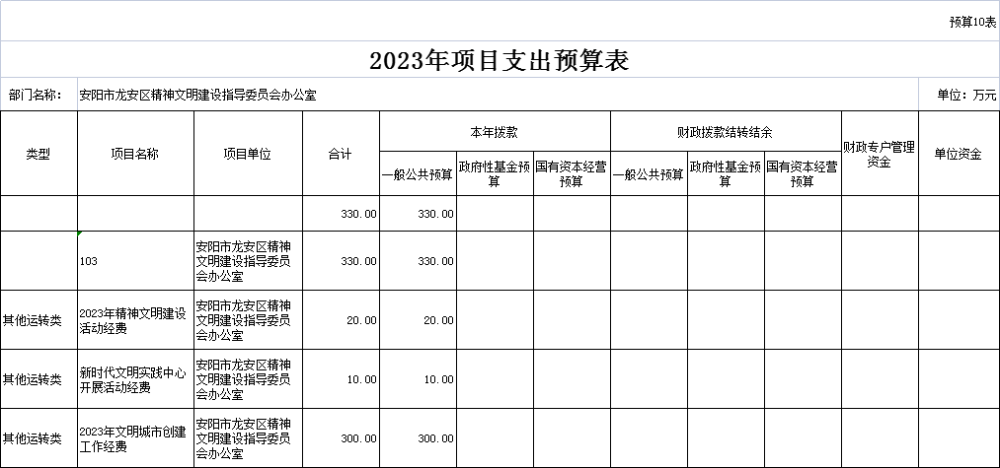 预算10表
2023年项目支出预算表
部门名称： 安阳市龙安区精神文明建设指导委员会办公室 单位：万元
类型 项目名称 项目单位 合计 本年拨款 财政拨款结转结余 财政专户管理资金 单位资金
一般公共预算 政府性基金预算 国有资本经营预算 一般公共预算 政府性基金预算 国有资本经营预算
330.00 330.00
103 安阳市龙安区精神文明建设指导委员会办公室 330.00 330.00
其他运转类 2023年精神文明建设活动经费 安阳市龙安区精神文明建设指导委员会办公室 20.00 20.00
其他运转类 新时代文明实践中心开展活动经费 安阳市龙安区精神文明建设指导委员会办公室 10.00 10.00
其他运转类 2023年文明城市创建工作经费 安阳市龙安区精神文明建设指导委员会办公室 300.00 300.00